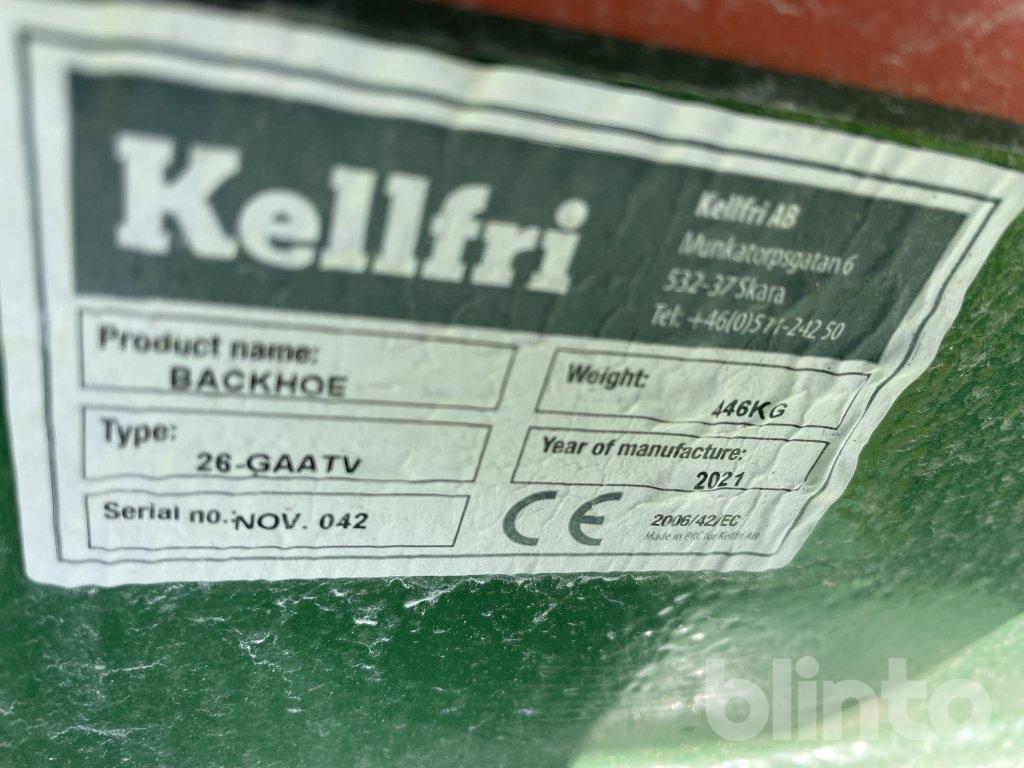 Kellfri
Kellfri AB
Munkatorpsgatan 6
532-37 Skara
Tel: +46(0)511-242 50
Product name:
BACKHOE
Weight:
446KG
Type:
26-GAATV
Year of manufacture:
2021
Serial no.:NOV. 042
CE
2006/42/EC
Made in PRC for Kellfri AB
blinto™